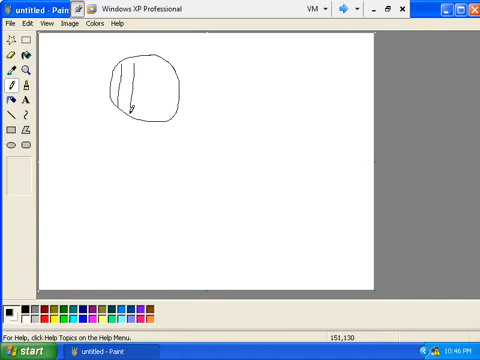 untitled - Paint
Windows XP Professional
VM
File Edit View Image Colors Help
A
For Help, click Help Topics on the Help Menu.
151,130
start
untitled - Paint
10:46 PM